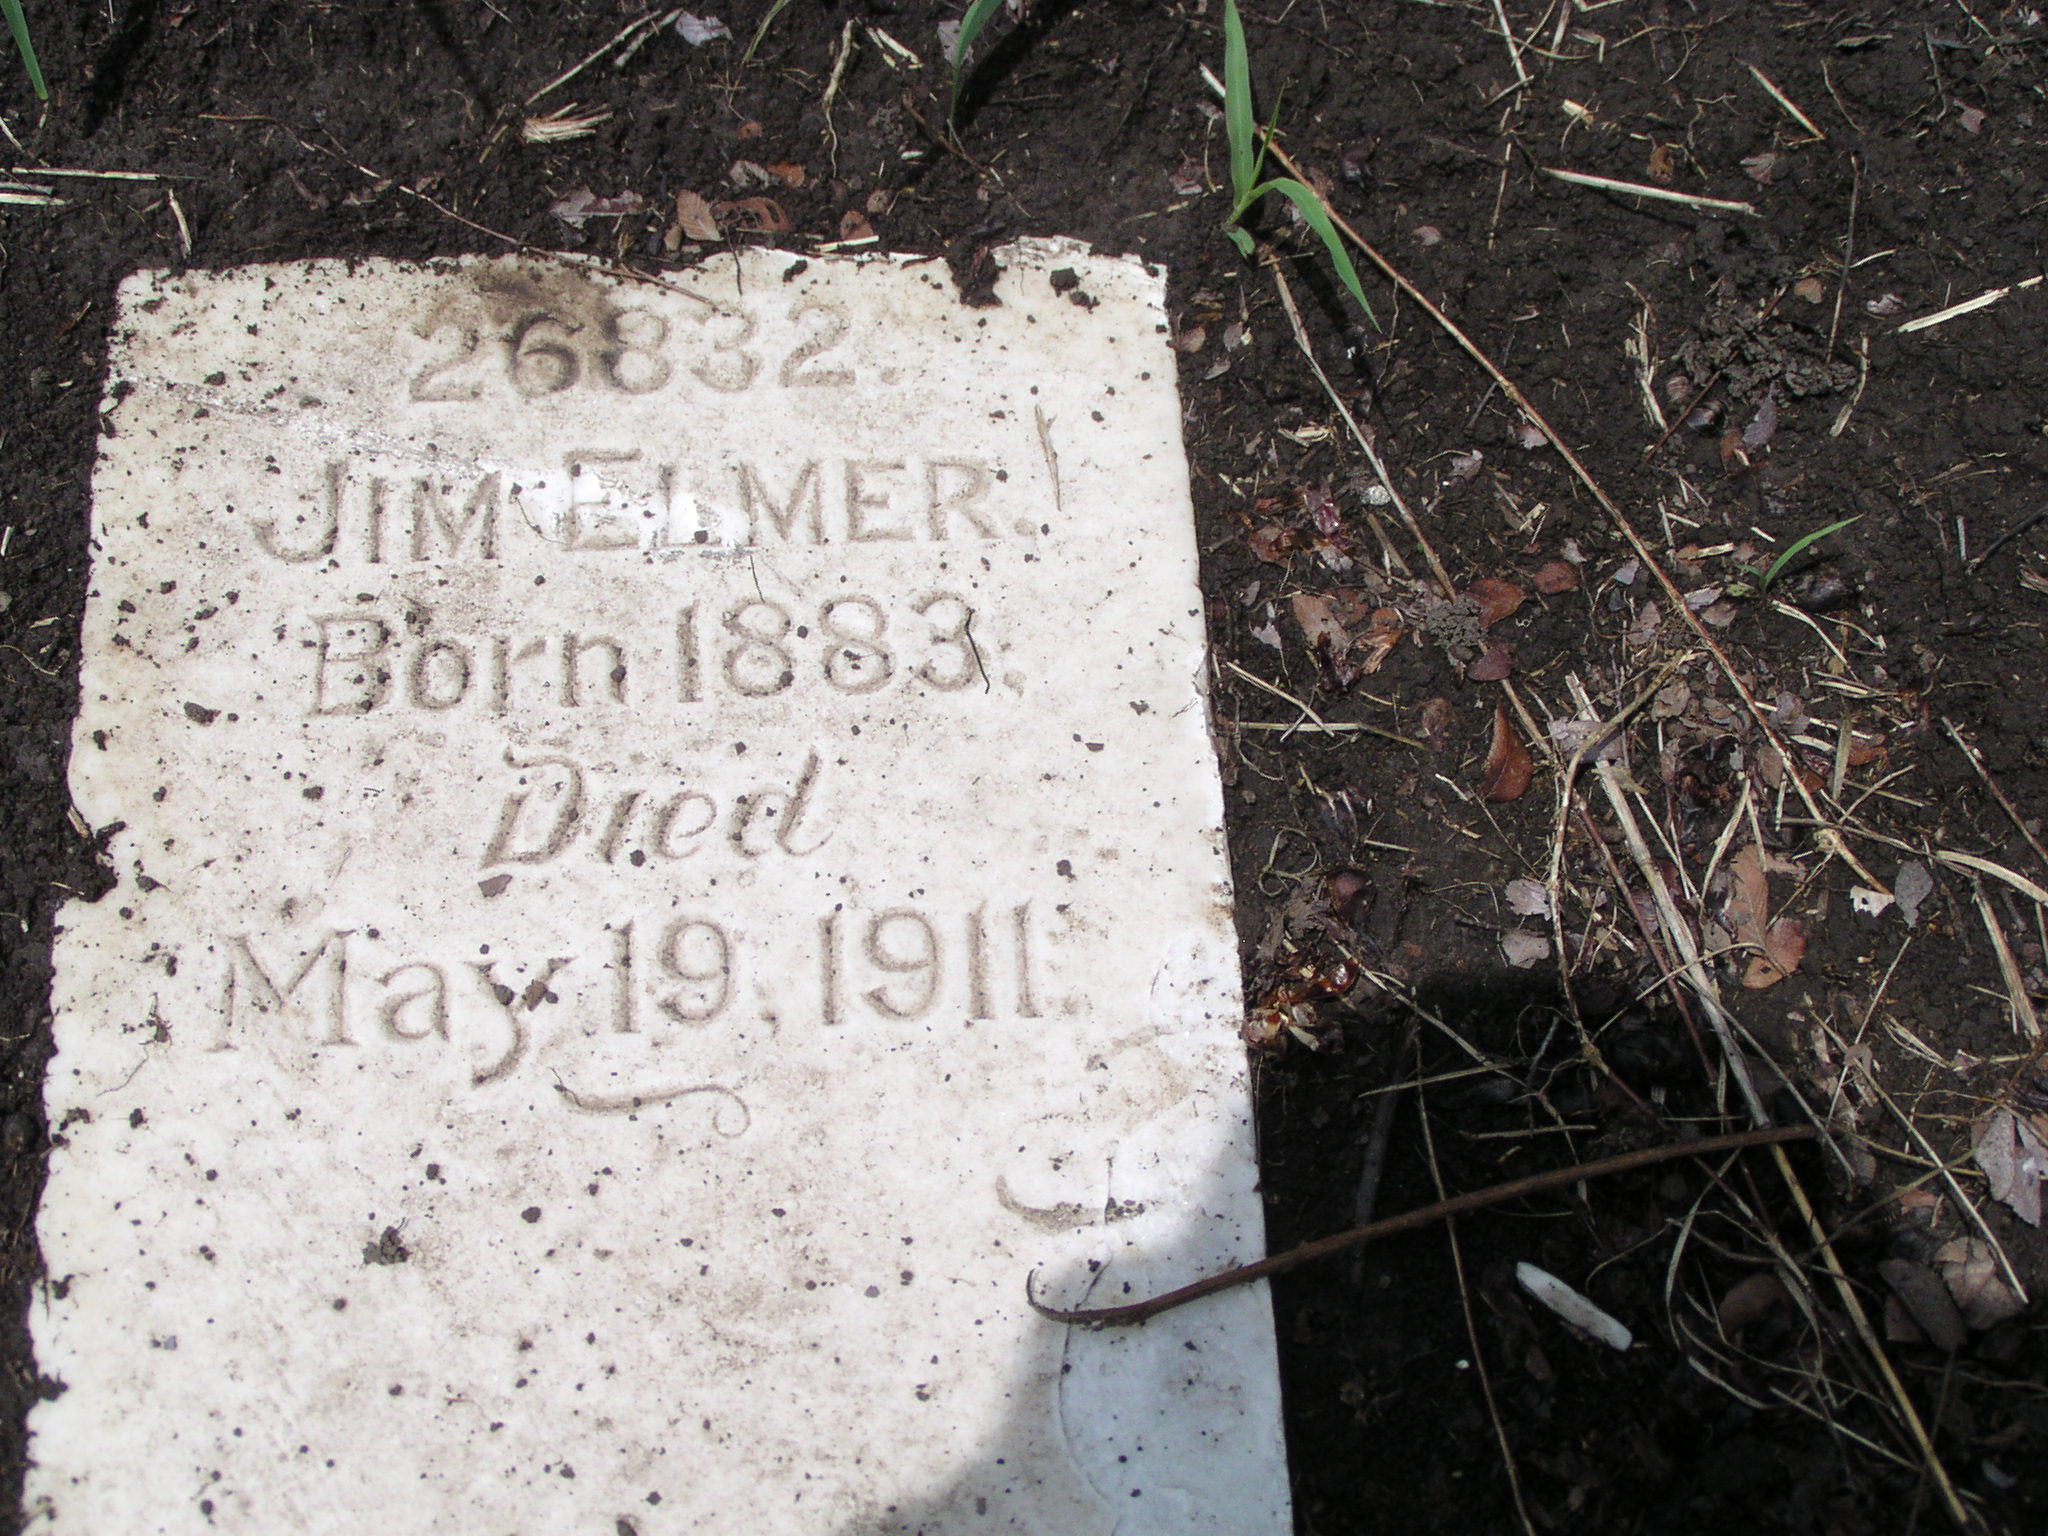 26832.
JIM ELMER.
Born 1883.
Died
May 19, 1911.